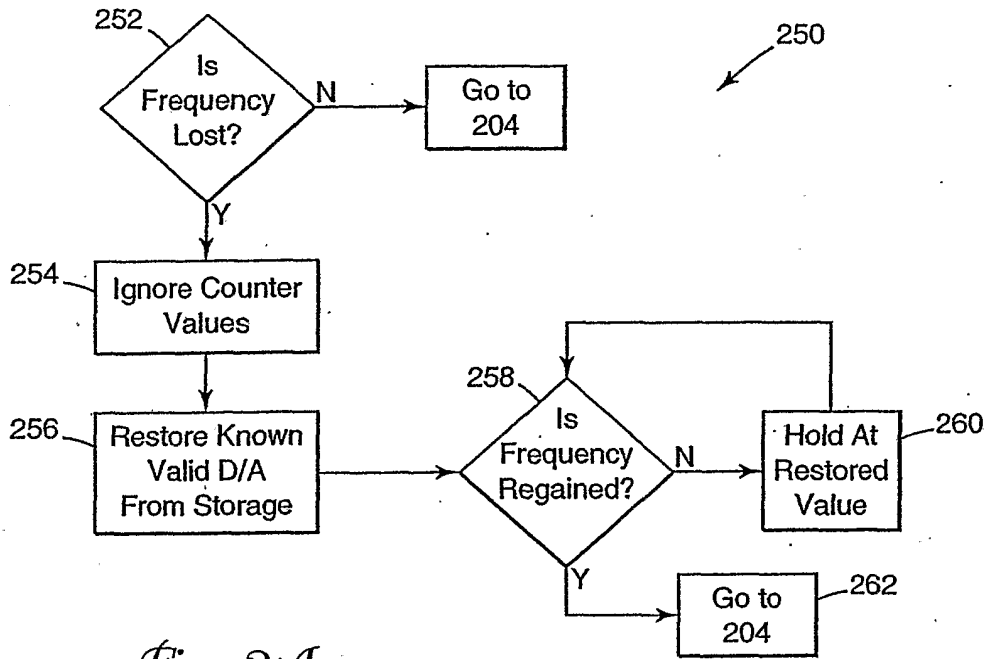 252
250
Is
Frequency
Lost?
N
Go to
204
Y
254
Ignore Counter
Values
258
256
Restore Known
Valid D/A
From Storage
Is
Frequency
Regained?
N
Hold At
Restored
Value
260
Y
Go to
204
262